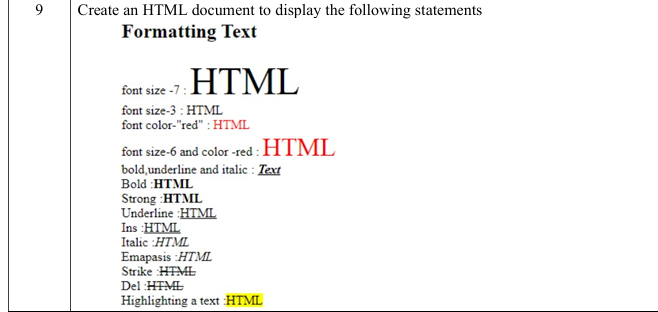 9 Create an HTML document to display the following statements
Formatting Text
font size -7 : HTML
font size-3 : HTML
font color-"red" : HTML
font size-6 and color -red : HTML
bold,underline and italic : Text
Bold :HTML
Strong :HTML
Underline :HTML
Ins :HTML
Italic :HTML
Emapasis :HTML
Strike :HTML
Del :HTML
Highlighting a text :HTML